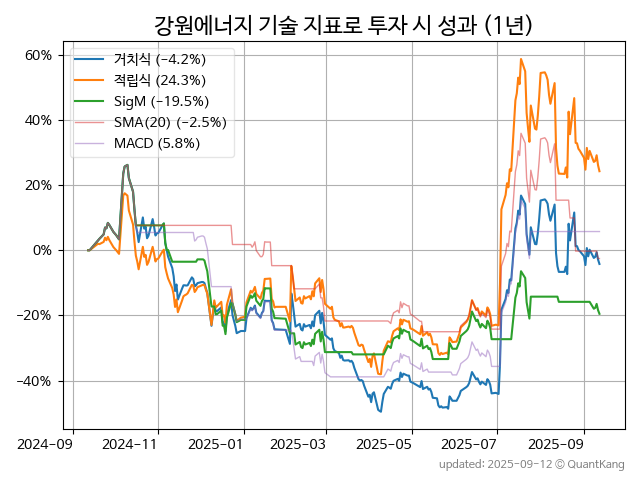 강원에너지 기술 지표로 투자 시 성과 (1년)
거치식 (−4.2%)
적립식 (24.3%)
SigM (−19.5%)
SMA(20) (−2.5%)
MACD (5.8%)
60%
40%
20%
0%
−20%
−40%
2024-09 2024-11 2025-01 2025-03 2025-05 2025-07 2025-09
updated: 2025-09-12 © QuantKang